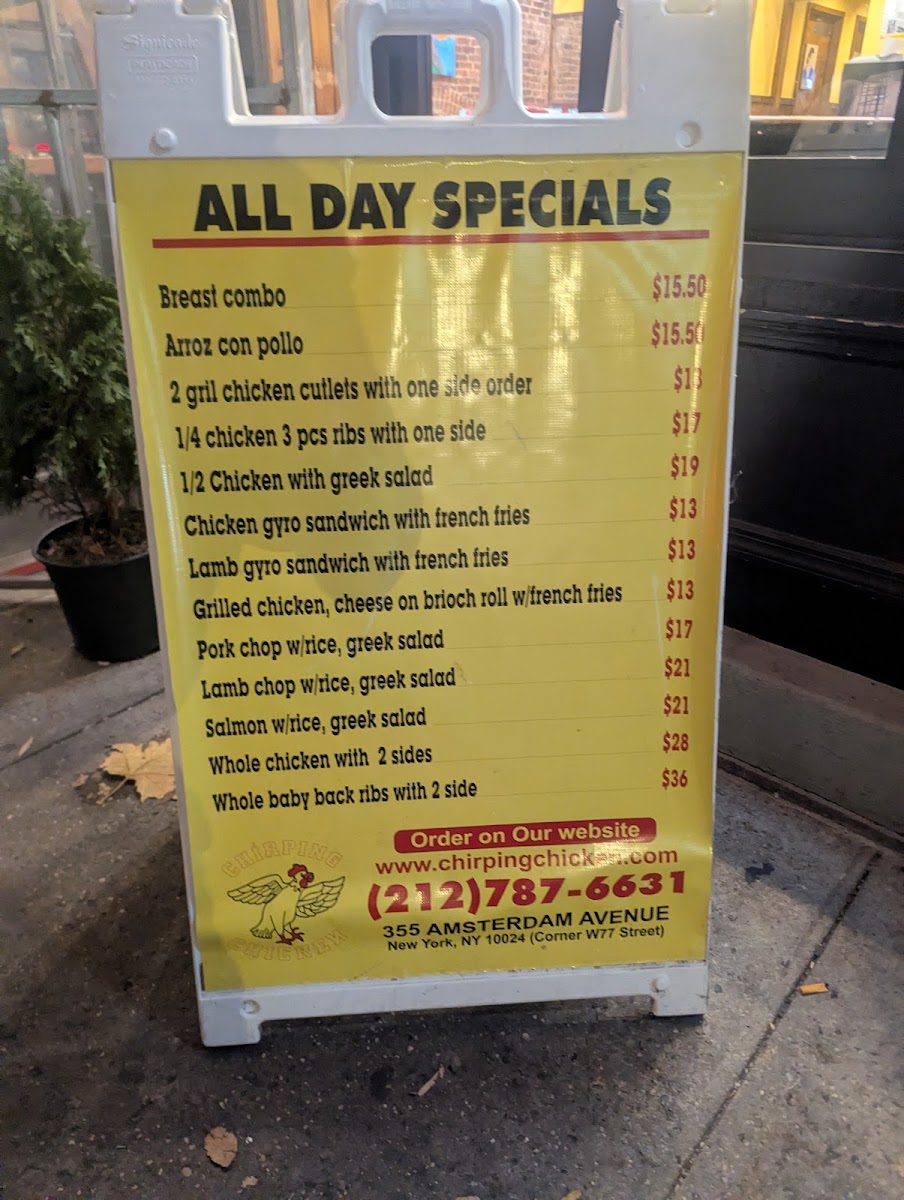 Signicade
ALL DAY SPECIALS
Breast combo $15.50
Arroz con pollo $15.50
2 gril chicken cutlets with one side order $13
1/4 chicken 3 pcs ribs with one side $17
1/2 Chicken with greek salad $19
Chicken gyro sandwich with french fries $13
Lamb gyro sandwich with french fries $13
Grilled chicken, cheese on brioch roll w/french fries $13
Pork chop w/rice, greek salad $17
Lamb chop w/rice, greek salad $21
Salmon w/rice, greek salad $21
Whole chicken with 2 sides $28
Whole baby back ribs with 2 side $36
CHIRPING
CHICKEN
Order on Our website
www.chirpingchicken.com
(212)787-6631
355 AMSTERDAM AVENUE
New York, NY 10024 (Corner W77 Street)